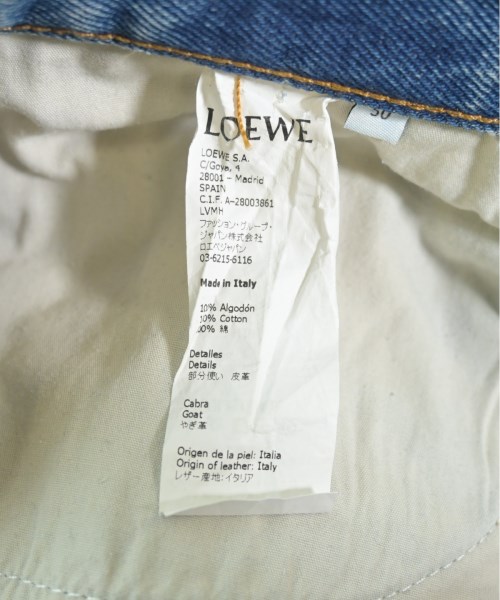 LOEWE
30
LOEWE S.A.
C/Goya, 4
28001 - Madrid
SPAIN
C.I.F. A-28003861
LVMH
ファッション・グループ・
ジャパン株式会社
ロエベジャパン
03-6215-6116
Made in Italy
10% Algodón
10% Cotton
00% 綿
Detalles
Details
部分使い 皮革
Cabra
Goat
やぎ革
Origen de la piel: Italia
Origin of leather: Italy
レザー産地:イタリア